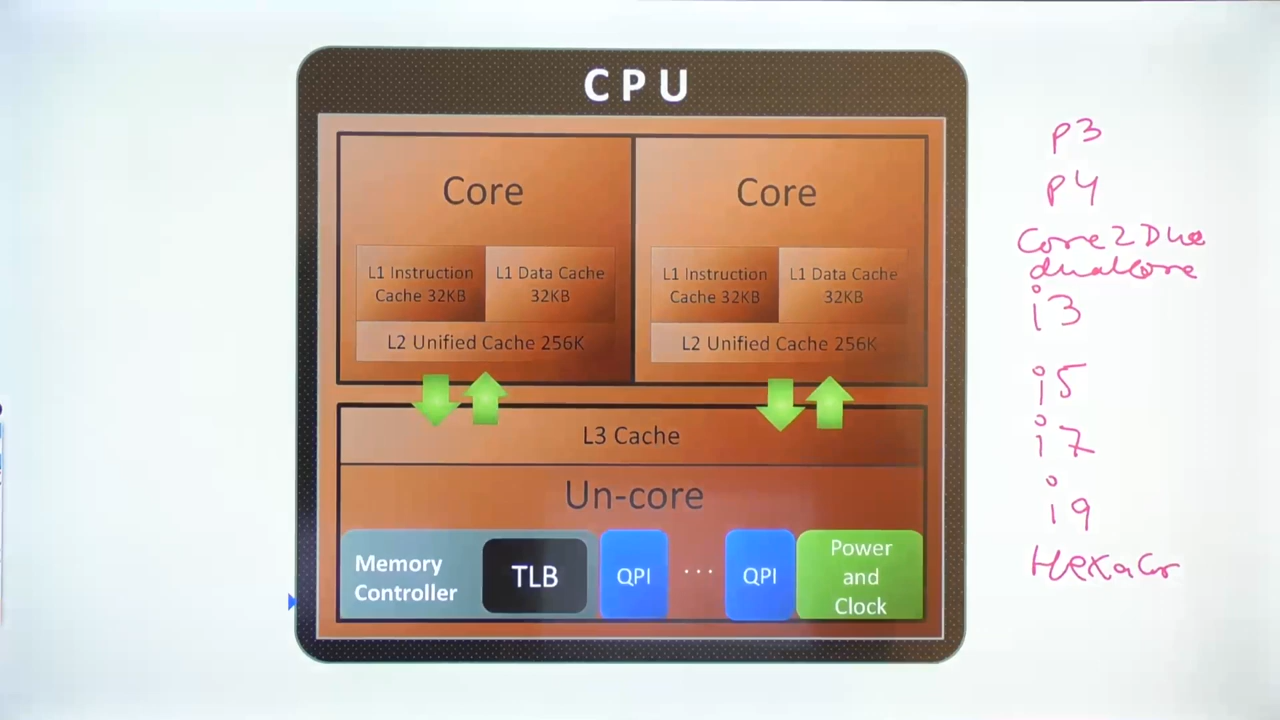 CPU
Core
L1 Instruction
Cache 32KB
L1 Data Cache
32KB
L2 Unified Cache 256K
Core
L1 Instruction
Cache 32KB
L1 Data Cache
32KB
L2 Unified Cache 256K
L3 Cache
Un-core
Memory
Controller
TLB
QPI
...
QPI
Power
and
Clock
P3
P4
Core2Due
dualcore
i3
i5
i7
i9